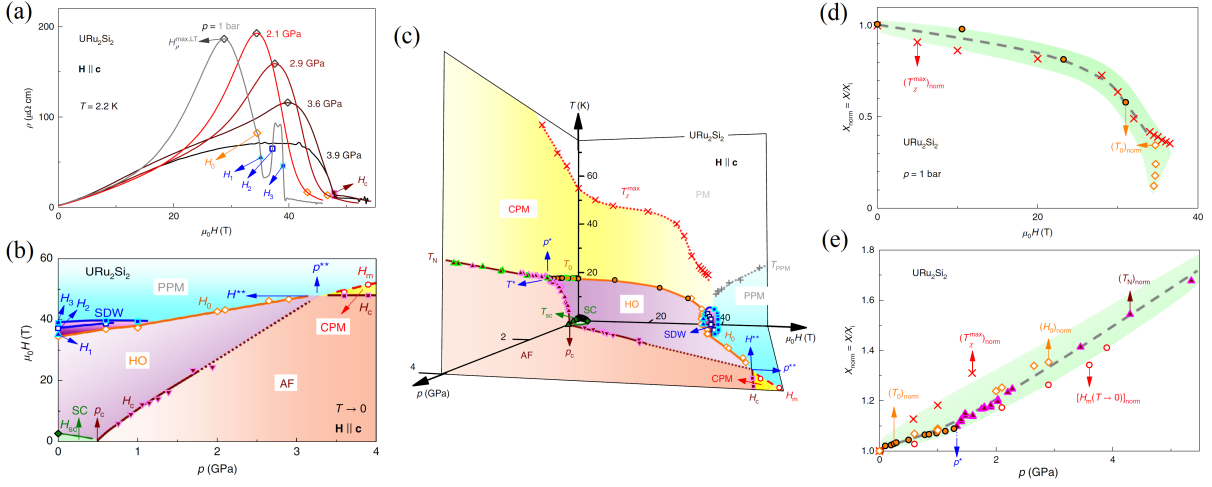 (a)
URu2Si2
H || c
T = 2.2 K
p = 1 bar
Hρmax,LT
2.1 GPa
2.9 GPa
3.6 GPa
3.9 GPa
H0
H1
H2
H3
Hc
ρ (μΩ cm)
200
150
100
50
0
0 20 40
μ0H (T)
(b)
URu2Si2
p**
Hm
PPM
H**
H3
H2
SDW
H0
H1
HO
Hc
CPM
Hc
AF
SC
HSC
pc
T → 0
H || c
μ0H (T)
60
40
20
0
0 1 2 3 4
p (GPa)
(c)
T (K)
URu2Si2
H || c
80
60
40
20
Tχmax
PM
CPM
TN
p*
T0
T*
TPPM
PPM
HO
SC
TSC
SDW
H0
H**
p**
20
40
μ0H (T)
AF
pc
2
4
p (GPa)
CPM
Hc
Hm
(d)
Xnorm = X/Xi
1.0
0.5
0.0
(Tχmax)norm
(T0)norm
URu2Si2
p = 1 bar
0 20 40
μ0H (T)
(e)
URu2Si2
(TN)norm
(Tχmax)norm
(H0)norm
(T0)norm
[Hm(T → 0)]norm
p*
Xnorm = X/Xi
1.8
1.6
1.4
1.2
1.0
0 2 4
p (GPa)